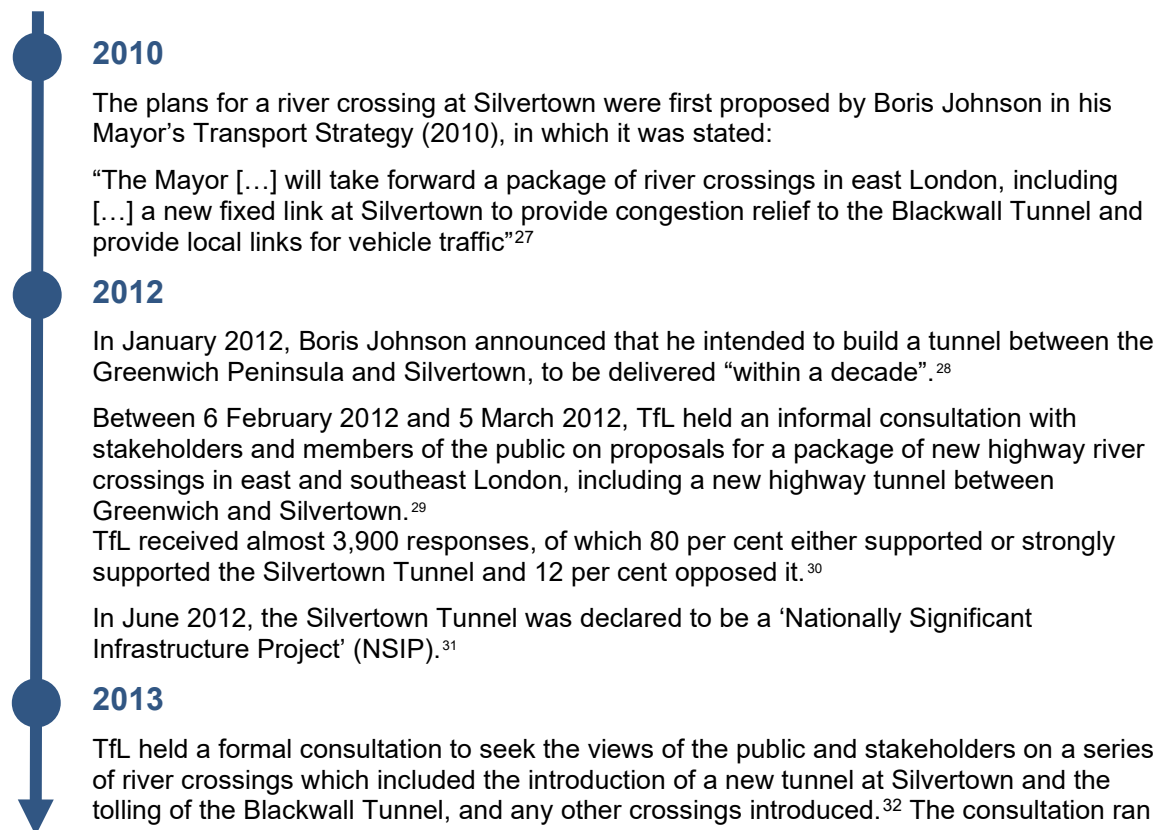 2010
The plans for a river crossing at Silvertown were first proposed by Boris Johnson in his
Mayor’s Transport Strategy (2010), in which it was stated:
“The Mayor […] will take forward a package of river crossings in east London, including
[…] a new fixed link at Silvertown to provide congestion relief to the Blackwall Tunnel and
provide local links for vehicle traffic”27
2012
In January 2012, Boris Johnson announced that he intended to build a tunnel between the
Greenwich Peninsula and Silvertown, to be delivered “within a decade”.28
Between 6 February 2012 and 5 March 2012, TfL held an informal consultation with
stakeholders and members of the public on proposals for a package of new highway river
crossings in east and southeast London, including a new highway tunnel between
Greenwich and Silvertown.29
TfL received almost 3,900 responses, of which 80 per cent either supported or strongly
supported the Silvertown Tunnel and 12 per cent opposed it.30
In June 2012, the Silvertown Tunnel was declared to be a ‘Nationally Significant
Infrastructure Project’ (NSIP).31
2013
TfL held a formal consultation to seek the views of the public and stakeholders on a series
of river crossings which included the introduction of a new tunnel at Silvertown and the
tolling of the Blackwall Tunnel, and any other crossings introduced.32 The consultation ran